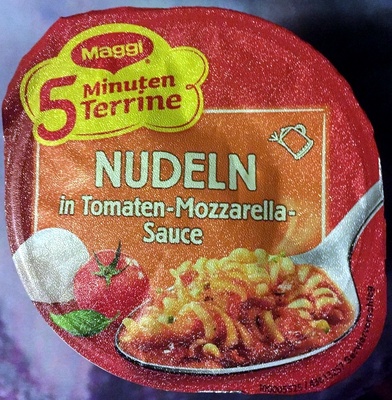 Maggi
5 Minuten
Terrine
NUDELN
in Tomaten-Mozzarella-
Sauce